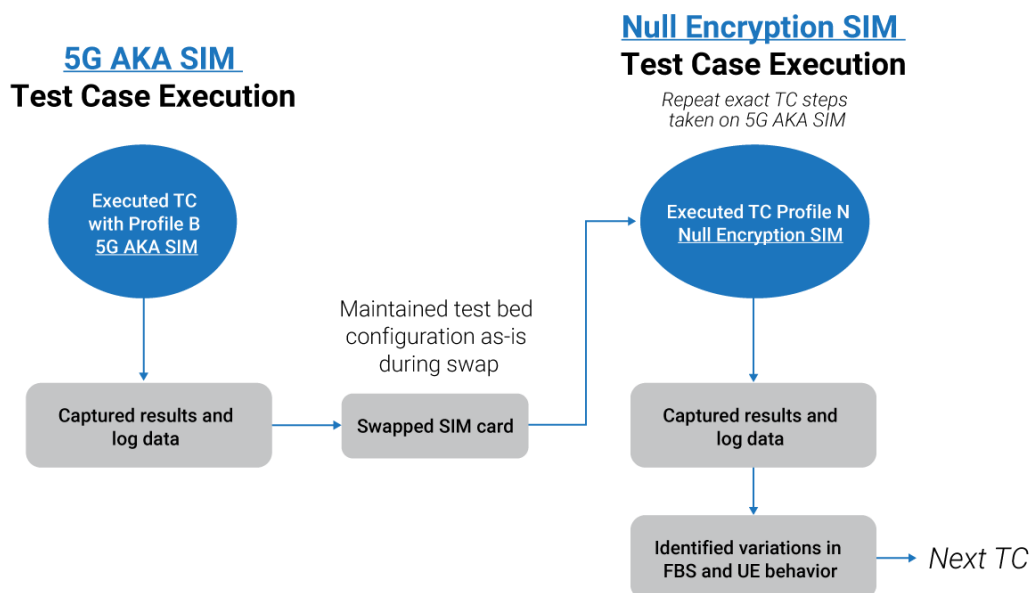 5G AKA SIM
Test Case Execution
Executed TC
with Profile B
5G AKA SIM
Captured results and
log data
Maintained test bed
configuration as-is
during swap
Swapped SIM card
Null Encryption SIM
Test Case Execution
Repeat exact TC steps
taken on 5G AKA SIM
Executed TC Profile N
Null Encryption SIM
Captured results and
log data
Identified variations in
FBS and UE behavior
Next TC